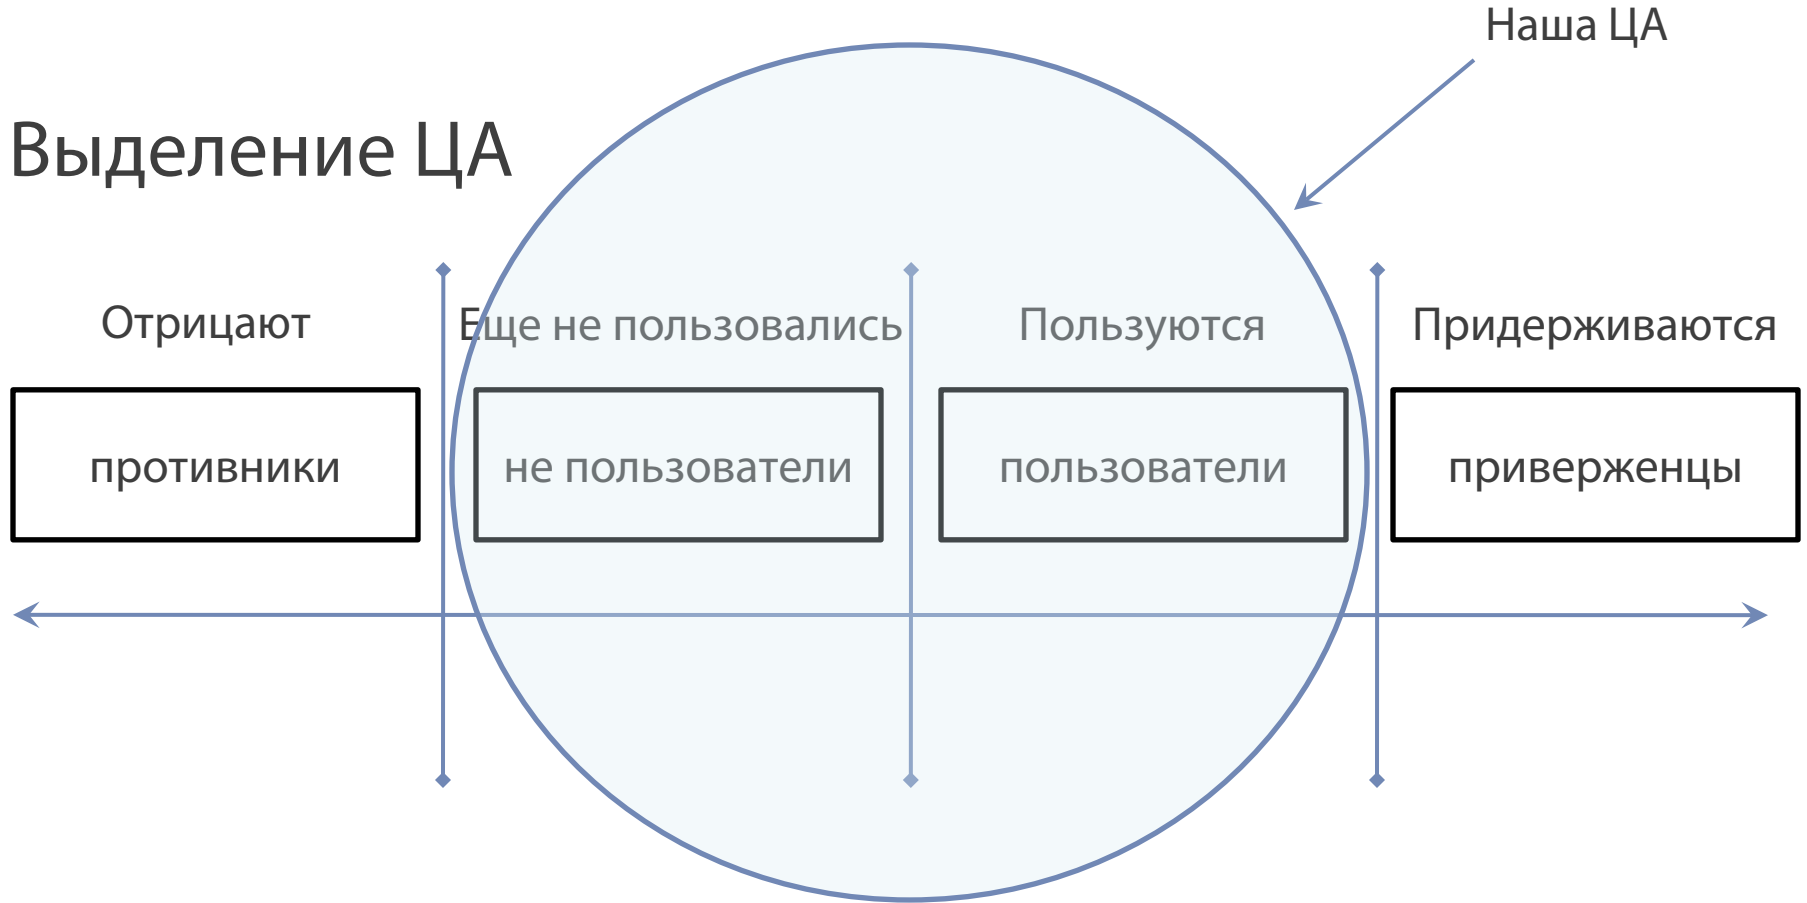 Наша ЦА
Выделение ЦА
Отрицают
Еще не пользовались
Пользуются
Придерживаются
противники
не пользователи
пользователи
приверженцы